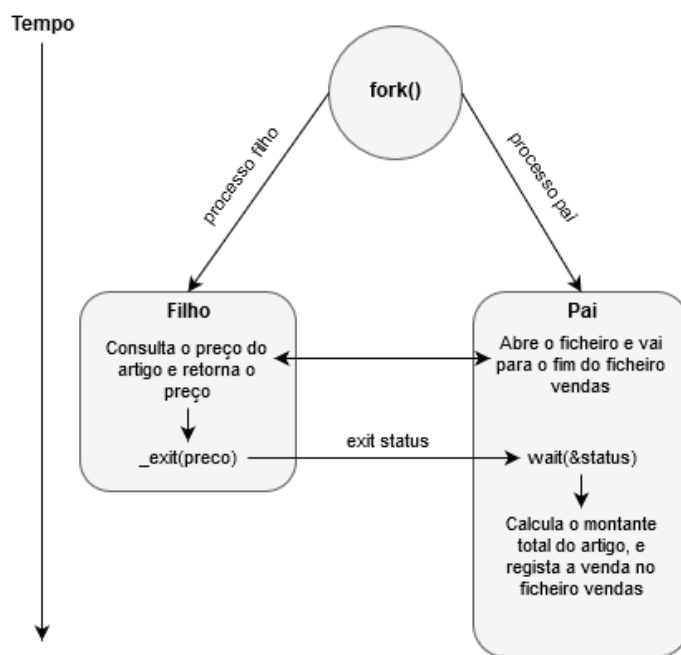 Tempo
fork()
processo filho
processo pai
Filho
Consulta o preço do
artigo e retorna o
preço
_exit(preco)
exit status
Pai
Abre o ficheiro e vai
para o fim do ficheiro
vendas
wait(&status)
Calcula o montante
total do artigo, e
regista a venda no
ficheiro vendas